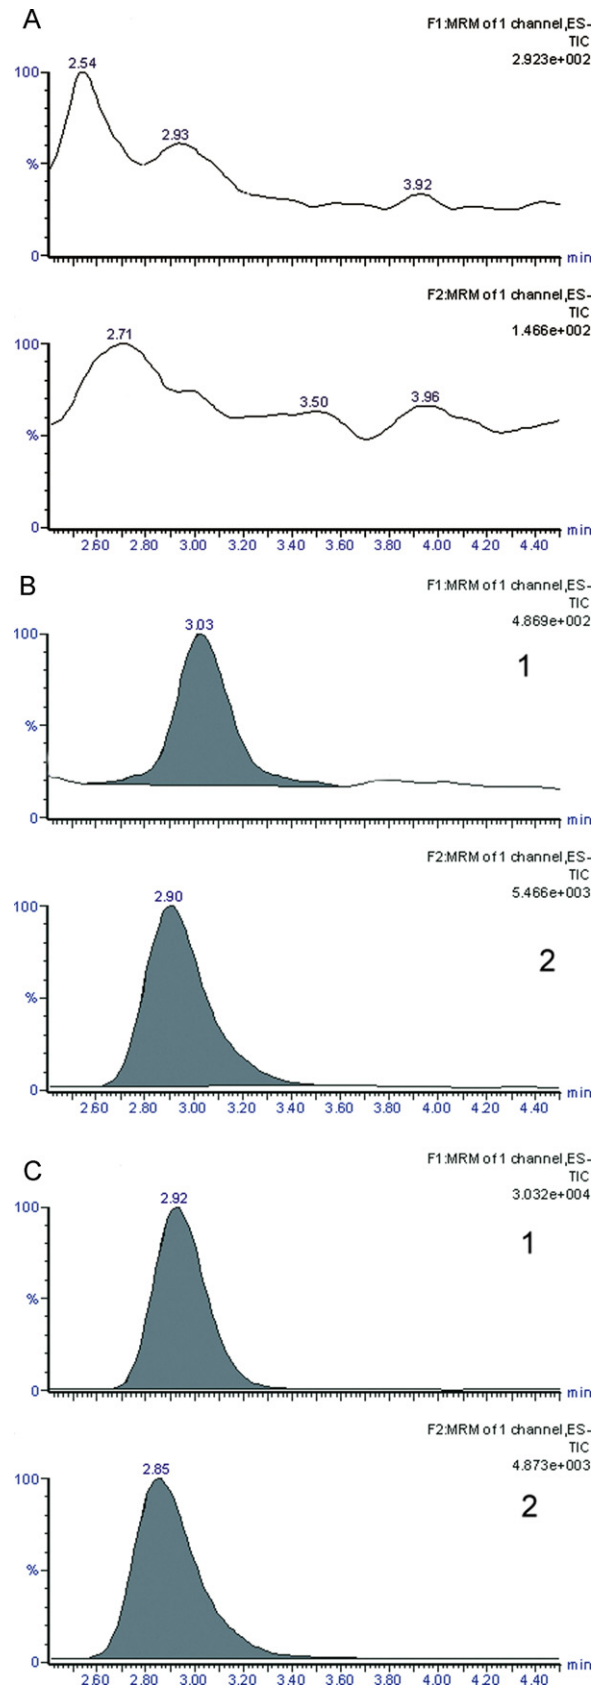 A
F1:MRM of 1 channel,ES-
TIC
2.923e+002
2.54
100
2.93
%
3.92
0
min
F2:MRM of 1 channel,ES-
TIC
1.466e+002
2.71
100
3.50
3.96
%
0
min
2.60 2.80 3.00 3.20 3.40 3.60 3.80 4.00 4.20 4.40
B
F1:MRM of 1 channel,ES-
TIC
4.869e+002
3.03
100
1
%
0
min
F2:MRM of 1 channel,ES-
TIC
5.466e+003
2.90
100
2
%
0
min
2.60 2.80 3.00 3.20 3.40 3.60 3.80 4.00 4.20 4.40
C
F1:MRM of 1 channel,ES-
TIC
3.032e+004
2.92
100
1
%
0
min
F2:MRM of 1 channel,ES-
TIC
4.873e+003
2.85
100
2
%
0
min
2.60 2.80 3.00 3.20 3.40 3.60 3.80 4.00 4.20 4.40